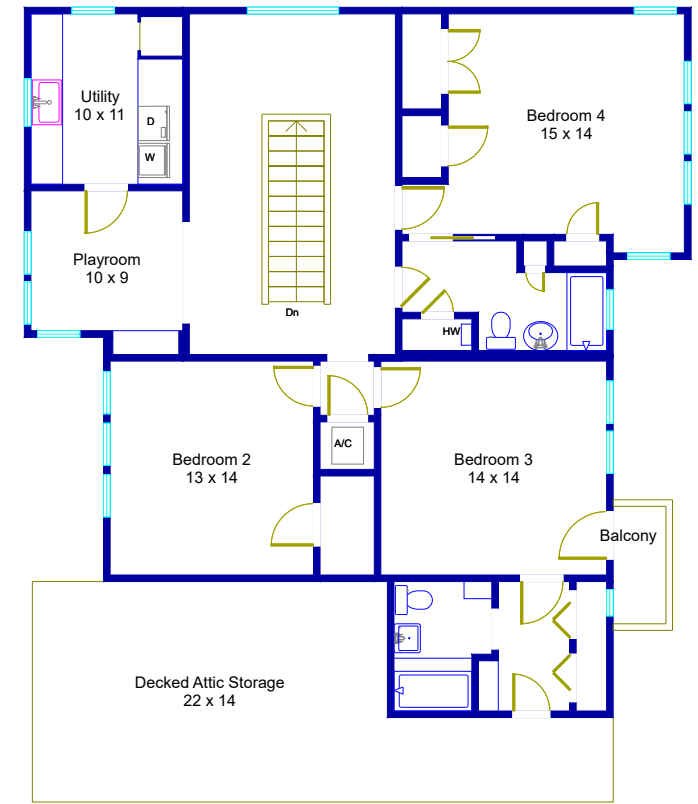 Utility
10 x 11
D
W
Bedroom 4
15 x 14
Playroom
10 x 9
Dn
HW
A/C
Bedroom 2
13 x 14
Bedroom 3
14 x 14
Balcony
Decked Attic Storage
22 x 14